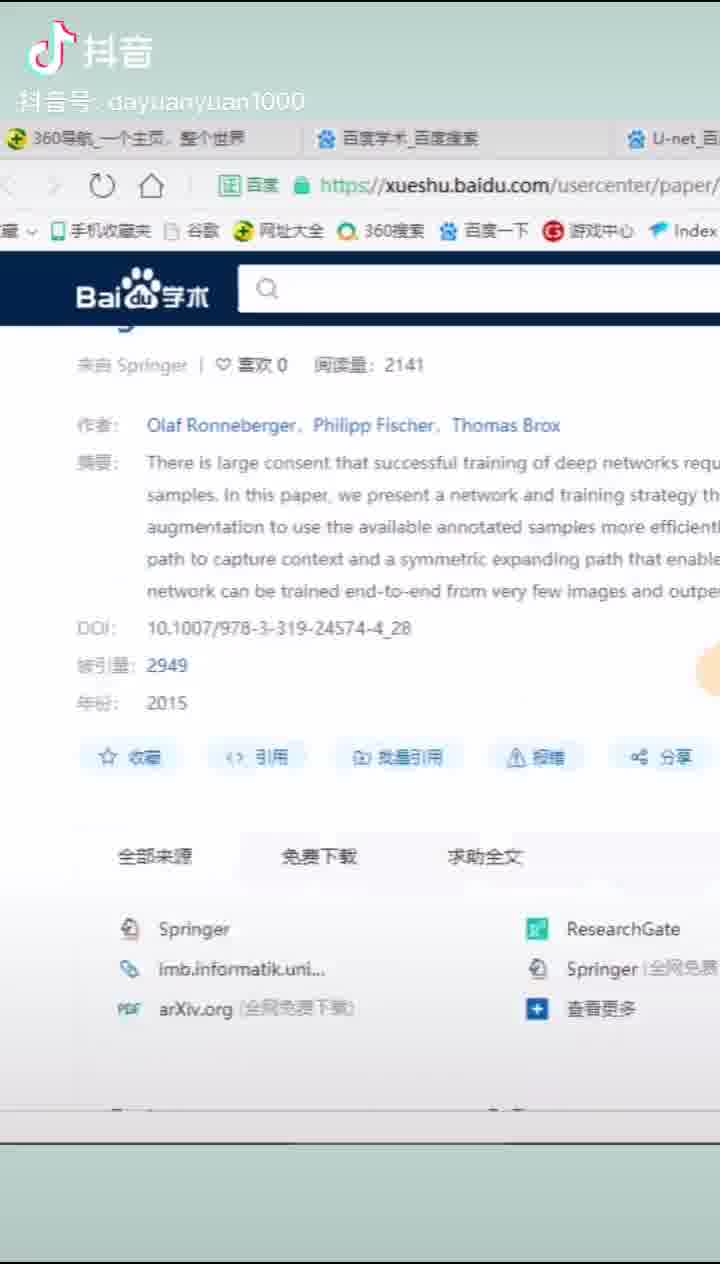 抖音
抖音号: dayuanyuan1000
360导航_一个主页，整个世界 百度学术_百度搜索 U-net_百
证 百度 https://xueshu.baidu.com/usercenter/paper/
藏 手机收藏夹 谷歌 网址大全 360搜索 百度一下 游戏中心 Index
Bai du 学术
来自 Springer | 喜欢 0 阅读量：2141
作者： Olaf Ronneberger，Philipp Fischer，Thomas Brox
摘要： There is large consent that successful training of deep networks requ
samples. In this paper, we present a network and training strategy th
augmentation to use the available annotated samples more efficientl
path to capture context and a symmetric expanding path that enable
network can be trained end-to-end from very few images and outpe
DOI： 10.1007/978-3-319-24574-4_28
被引量： 2949
年份： 2015
收藏 引用 批量引用 报错 分享
全部来源 免费下载 求助全文
Springer ResearchGate
imb.informatik.uni... Springer (全网免费
PDF arXiv.org (全网免费下载) 查看更多